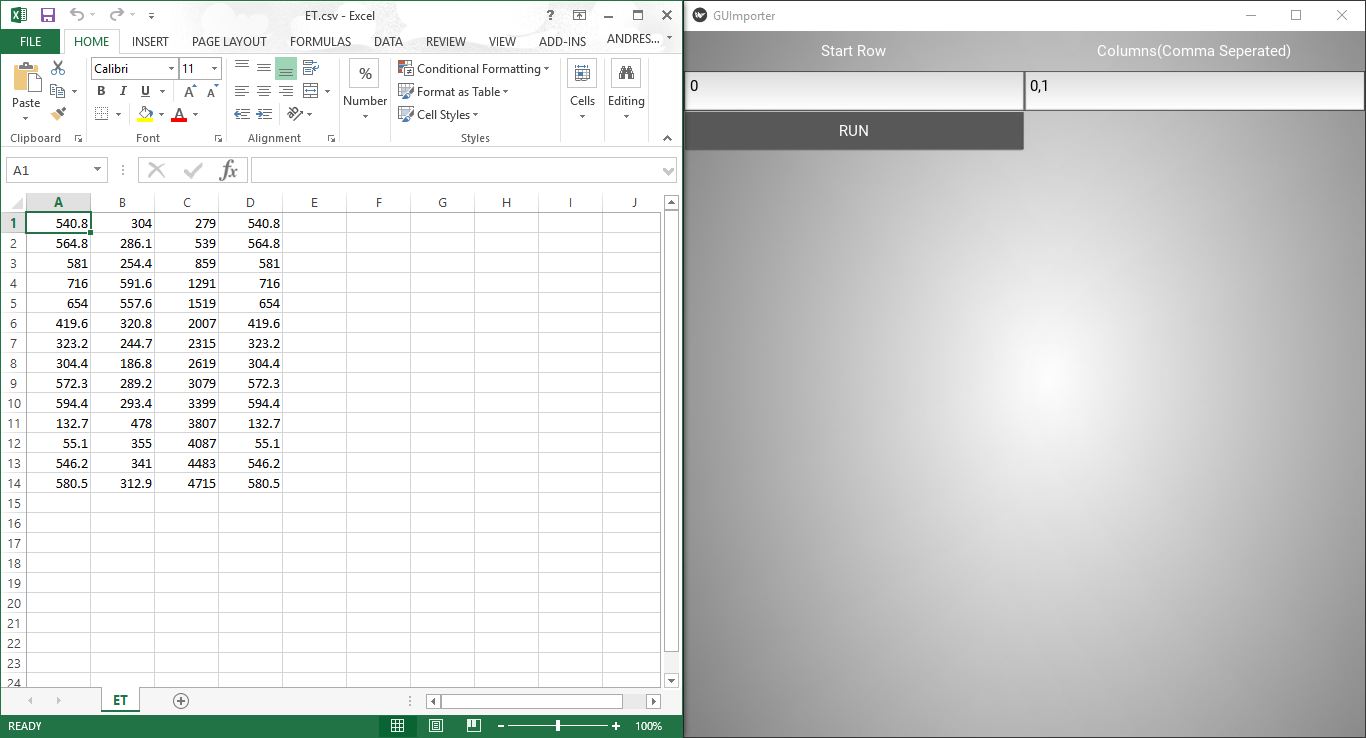 ET.csv - Excel
?
FILE HOME INSERT PAGE LAYOUT FORMULAS DATA REVIEW VIEW ADD-INS ANDRES...
Paste
Calibri 11
B I U A A
A
%
Number
Conditional Formatting
Format as Table
Cell Styles
Cells
Editing
Clipboard Font Alignment Styles
A1 fx
A B C D E F G H I J
1 540.8 304 279 540.8
2 564.8 286.1 539 564.8
3 581 254.4 859 581
4 716 591.6 1291 716
5 654 557.6 1519 654
6 419.6 320.8 2007 419.6
7 323.2 244.7 2315 323.2
8 304.4 186.8 2619 304.4
9 572.3 289.2 3079 572.3
10 594.4 293.4 3399 594.4
11 132.7 478 3807 132.7
12 55.1 355 4087 55.1
13 546.2 341 4483 546.2
14 580.5 312.9 4715 580.5
15
16
17
18
19
20
21
22
23
24
ET
READY 100%
GUImporter
Start Row Columns(Comma Seperated)
0 0,1
RUN